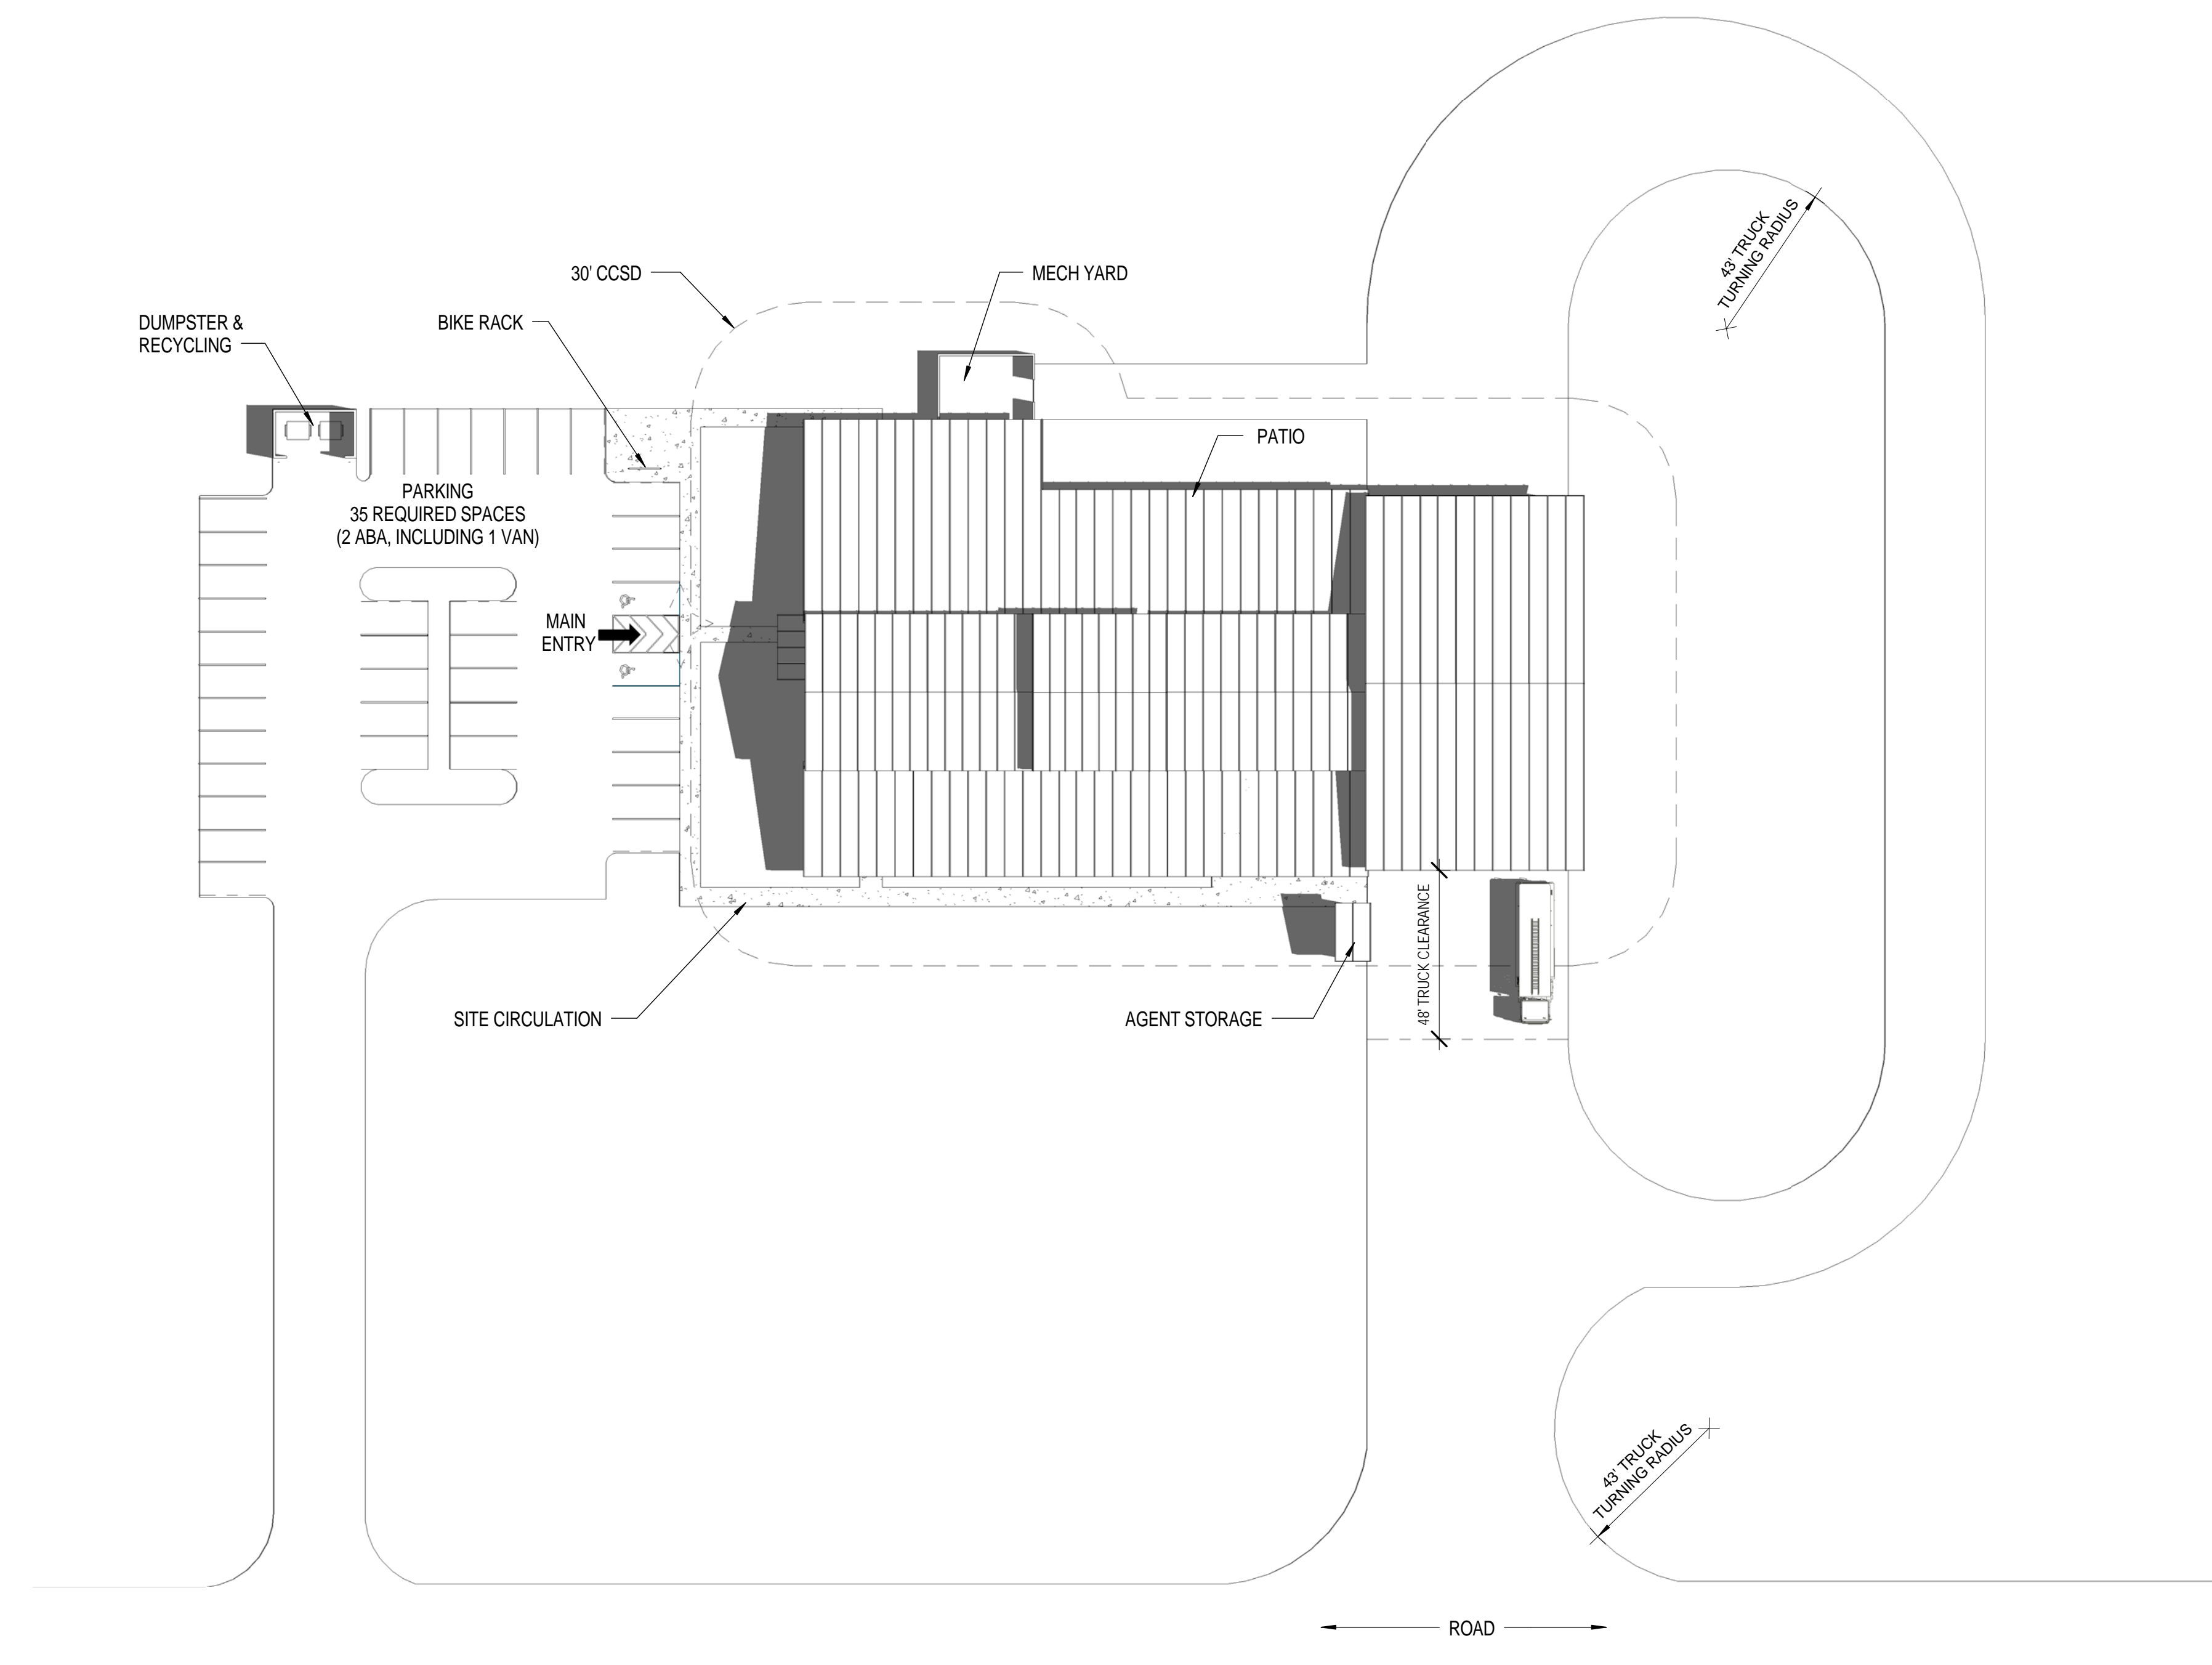 43' TRUCK
TURNING RADIUS
30' CCSD
MECH YARD
DUMPSTER &
RECYCLING
BIKE RACK
PATIO
PARKING
35 REQUIRED SPACES
(2 ABA, INCLUDING 1 VAN)
MAIN
ENTRY
48' TRUCK CLEARANCE
SITE CIRCULATION
AGENT STORAGE
43' TRUCK
TURNING RADIUS
ROAD